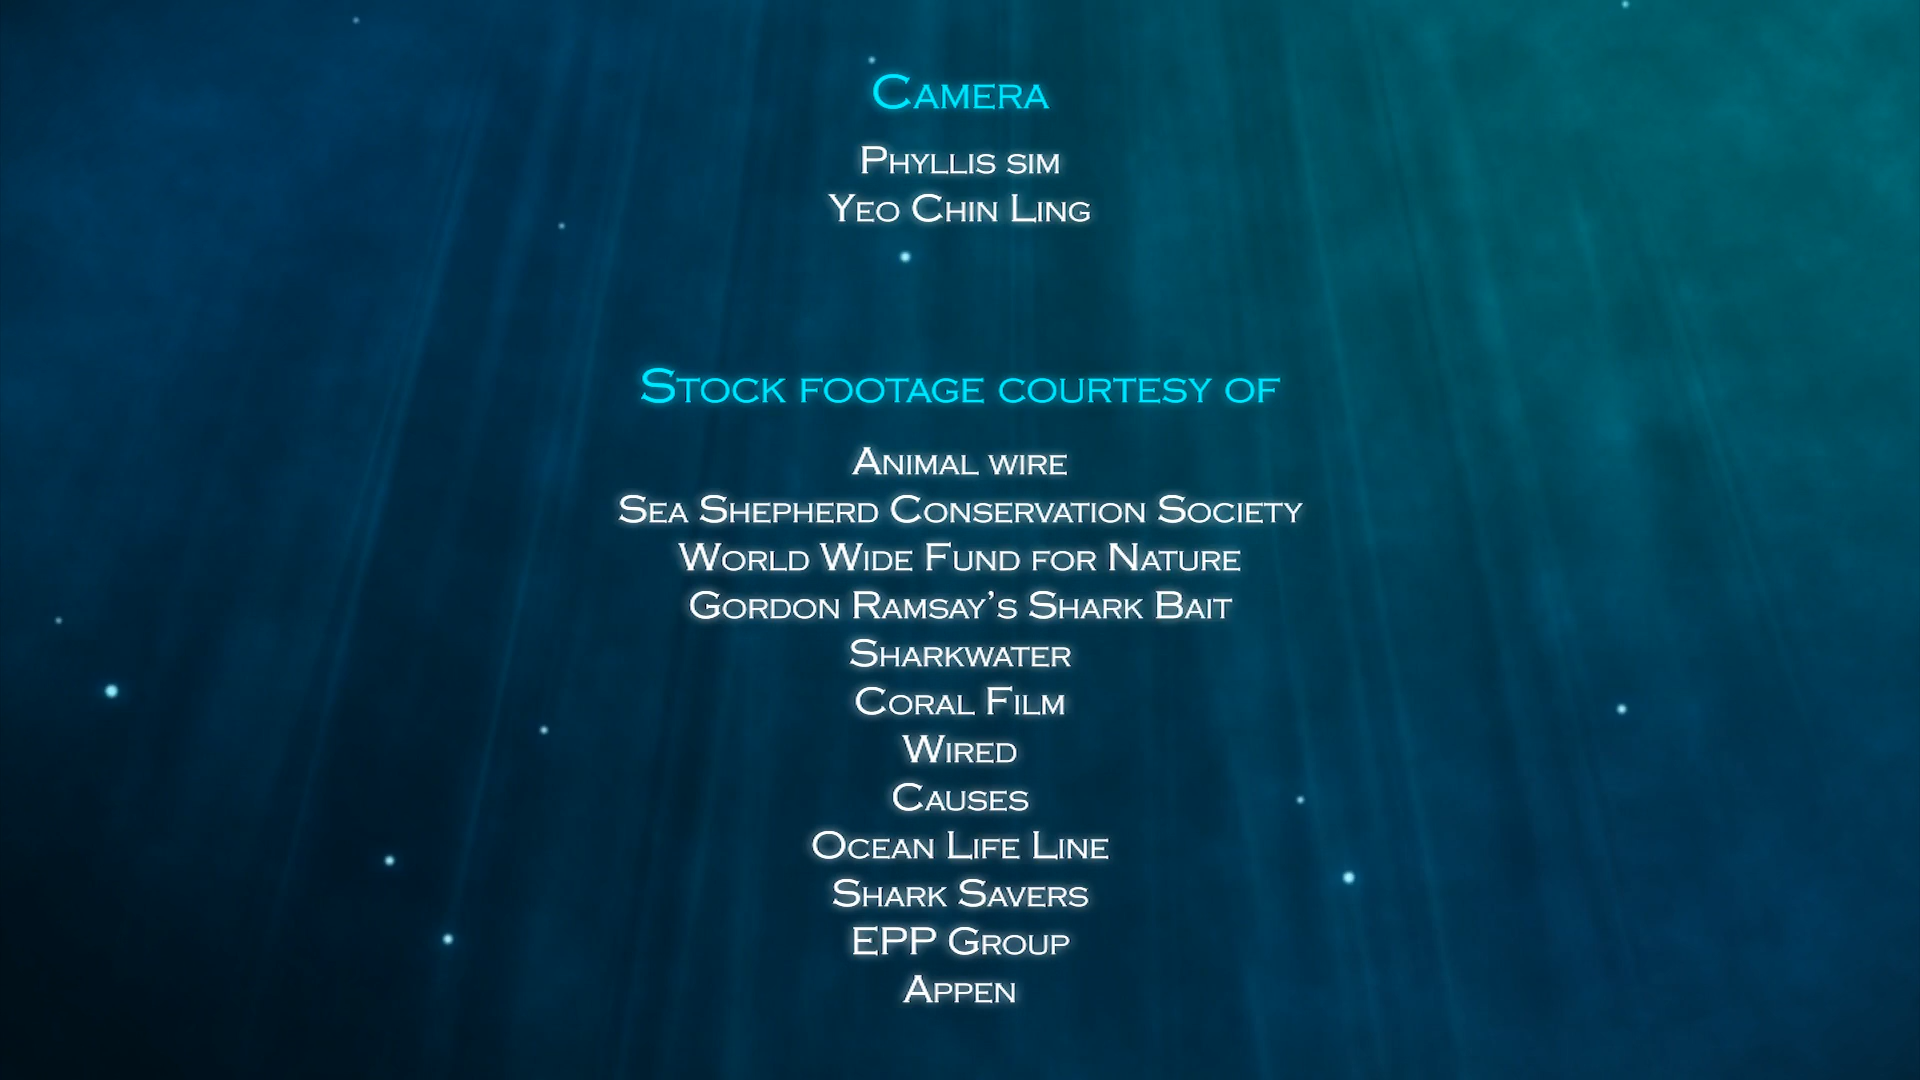 Camera
Phyllis sim
Yeo Chin Ling
Stock footage courtesy of
Animal wire
Sea Shepherd Conservation Society
World Wide Fund for Nature
Gordon Ramsay’s Shark Bait
Sharkwater
Coral Film
Wired
Causes
Ocean Life Line
Shark Savers
EPP Group
Appen